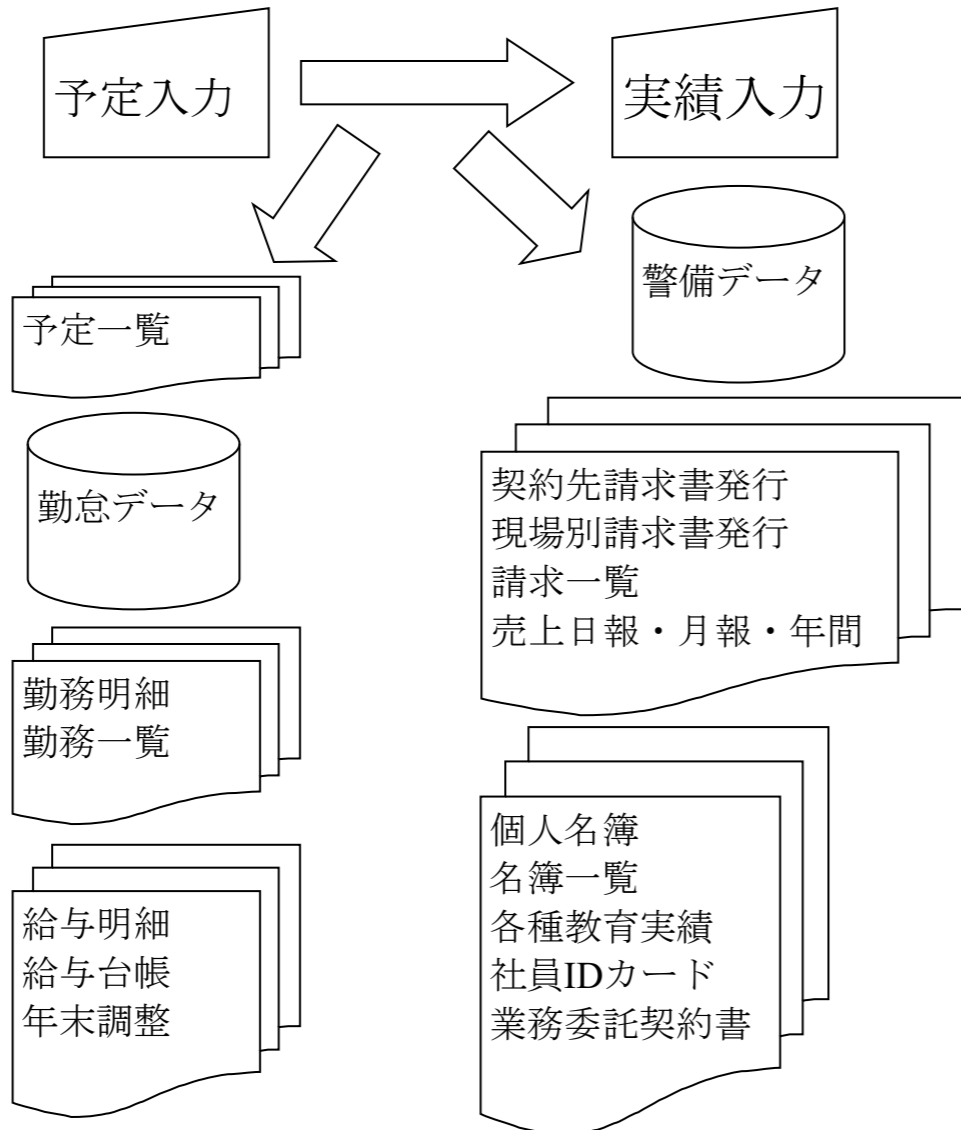 予定入力
実績入力
警備データ
予定一覧
勤怠データ
契約先請求書発行
現場別請求書発行
請求一覧
売上日報・月報・年間
勤務明細
勤務一覧
個人名簿
名簿一覧
各種教育実績
社員IDカード
業務委託契約書
給与明細
給与台帳
年末調整